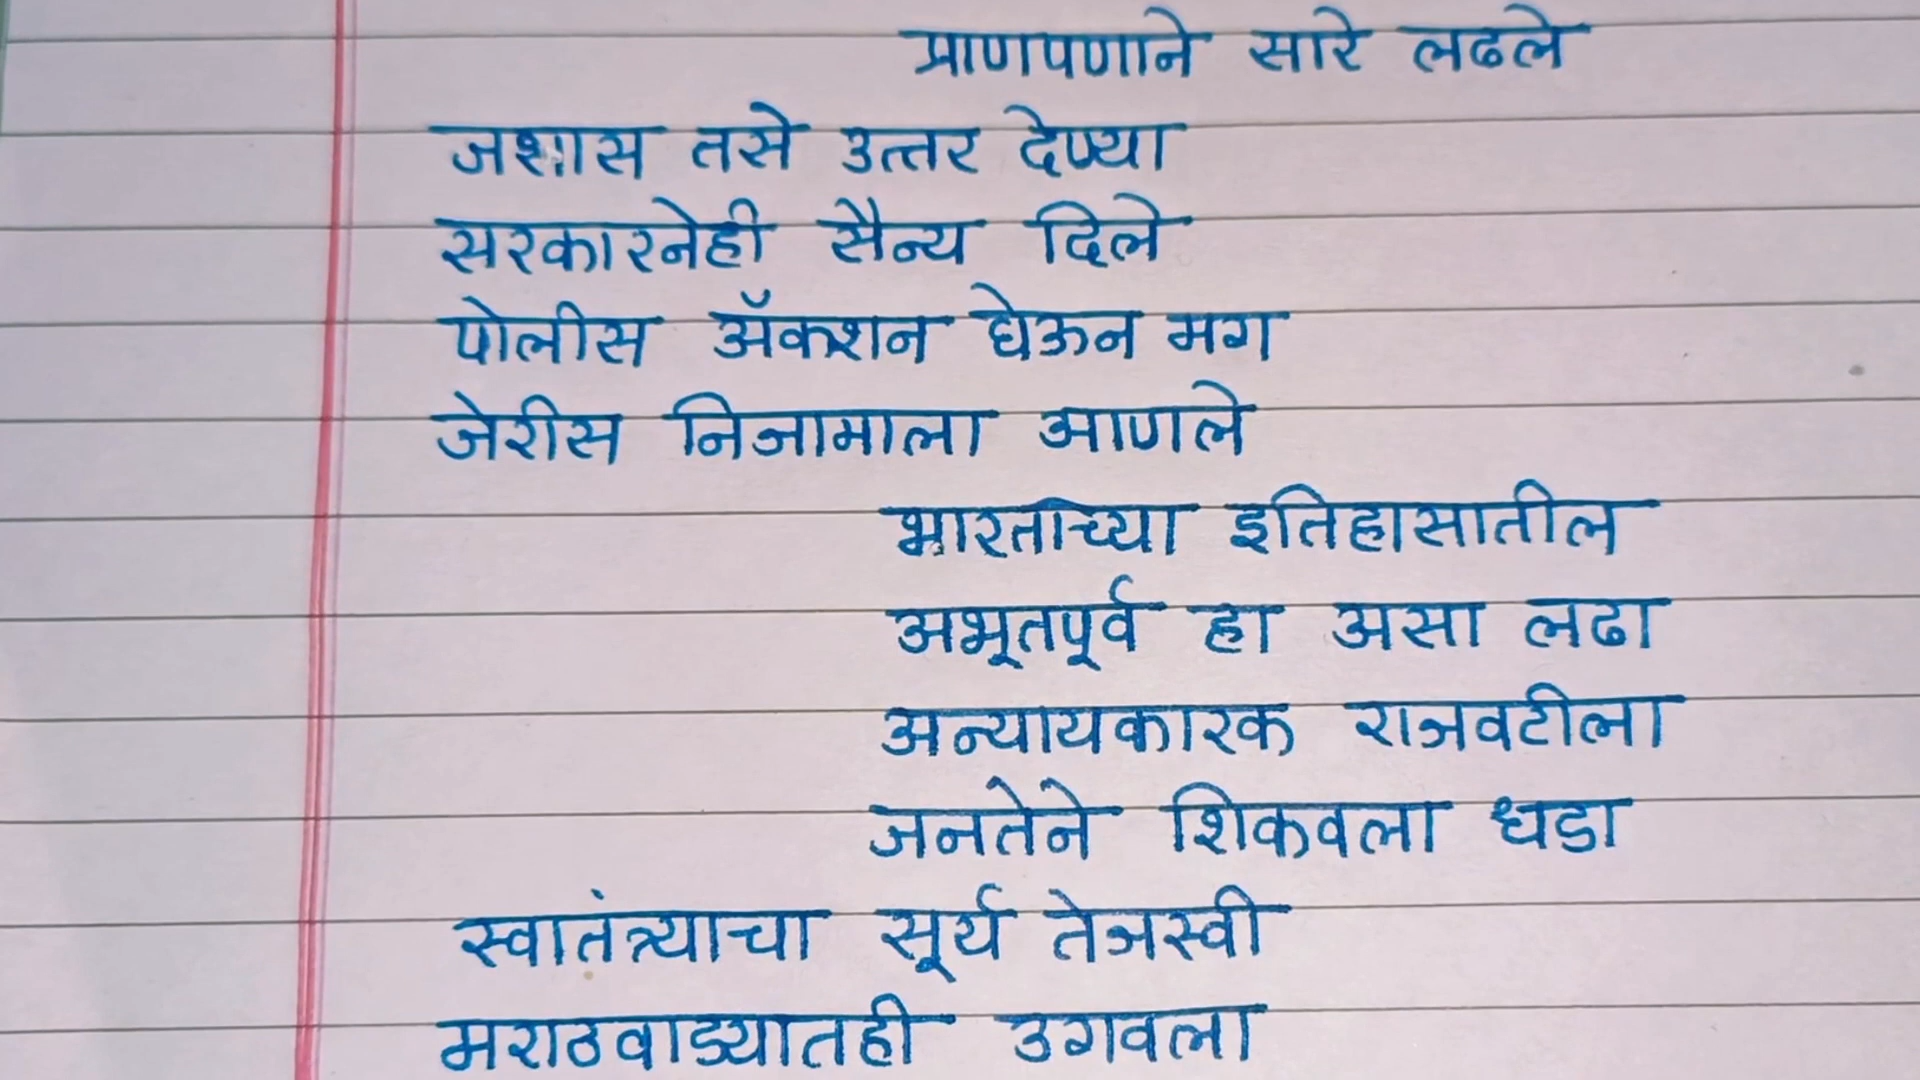 प्राणपणाने सारे लढले
जशास तसे उत्तर देण्या
सरकारनेही सैन्य दिले
पोलीस ॲक्शन घेऊन मग
जेरीस निजामाला आणले
भारताच्या इतिहासातील
अभूतपूर्व हा असा लढा
अन्यायकारक राजवटीला
जनतेने शिकवला धडा
स्वातंत्र्याचा सूर्य तेजस्वी
मराठवाड्यातही उगवला